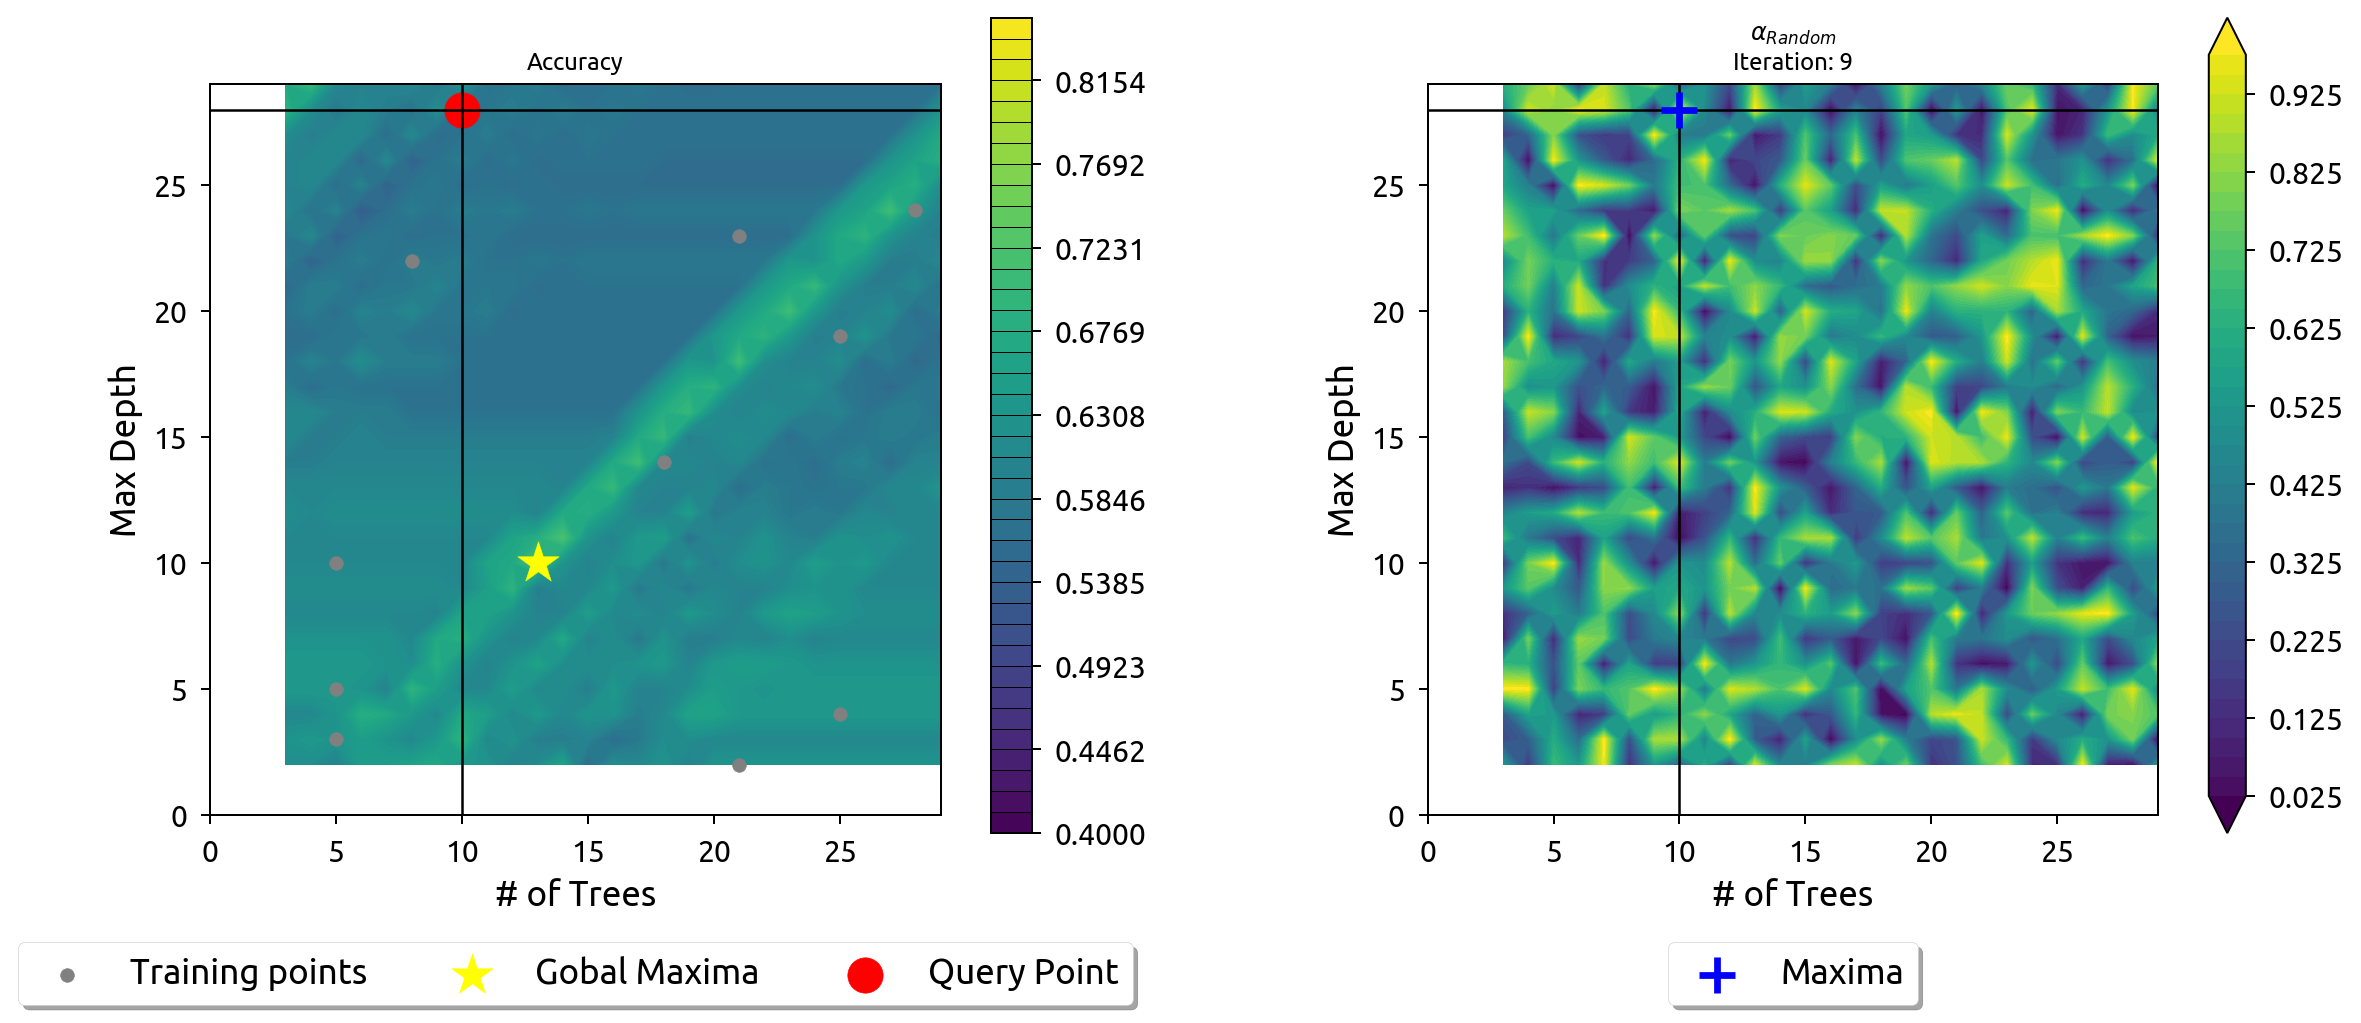 Accuracy
Max Depth
25
20
15
10
5
0
0 5 10 15 20 25
# of Trees
0.8154
0.7692
0.7231
0.6769
0.6308
0.5846
0.5385
0.4923
0.4462
0.4000
Training points Gobal Maxima Query Point
α_Random
Iteration: 9
Max Depth
25
20
15
10
5
0
0 5 10 15 20 25
# of Trees
0.925
0.825
0.725
0.625
0.525
0.425
0.325
0.225
0.125
0.025
Maxima